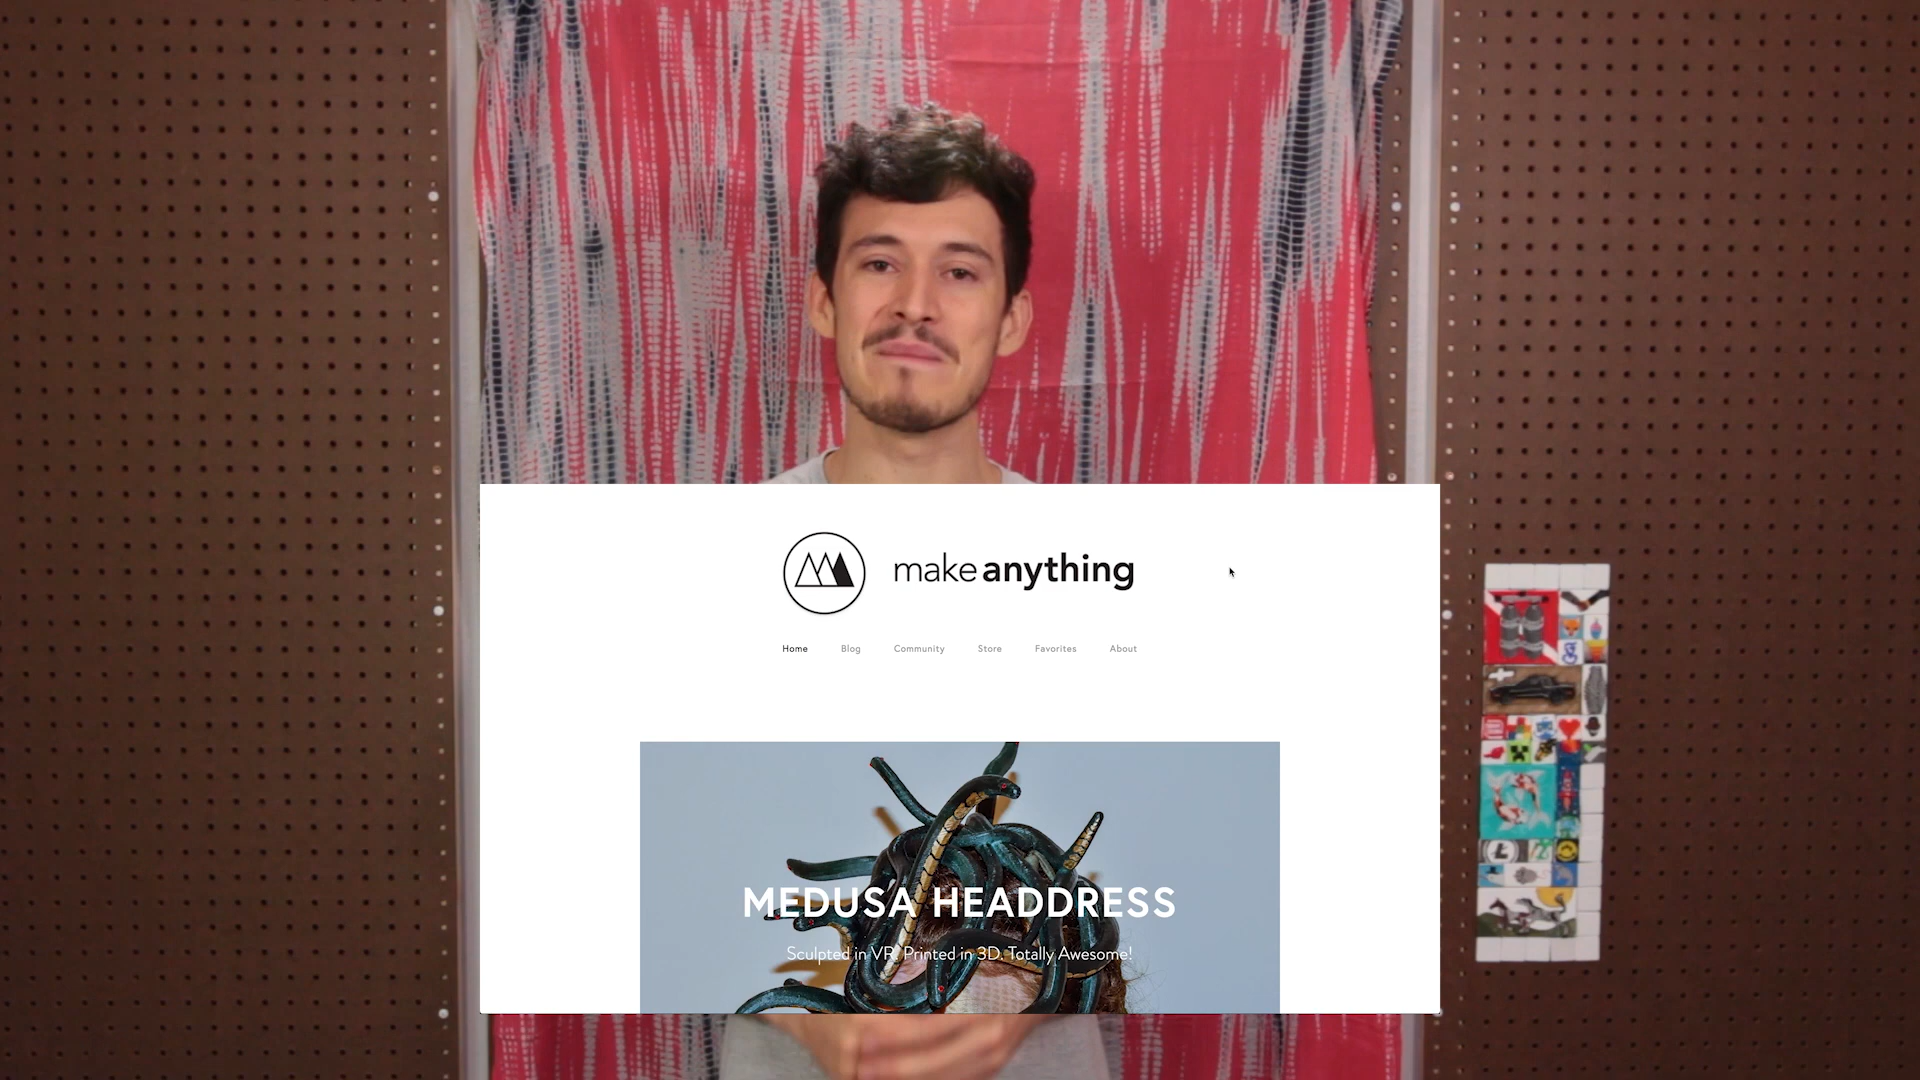 make anything
Home Blog Community Store Favorites About
MEDUSA HEADDRESS
Sculpted in VR. Printed in 3D. Totally Awesome!